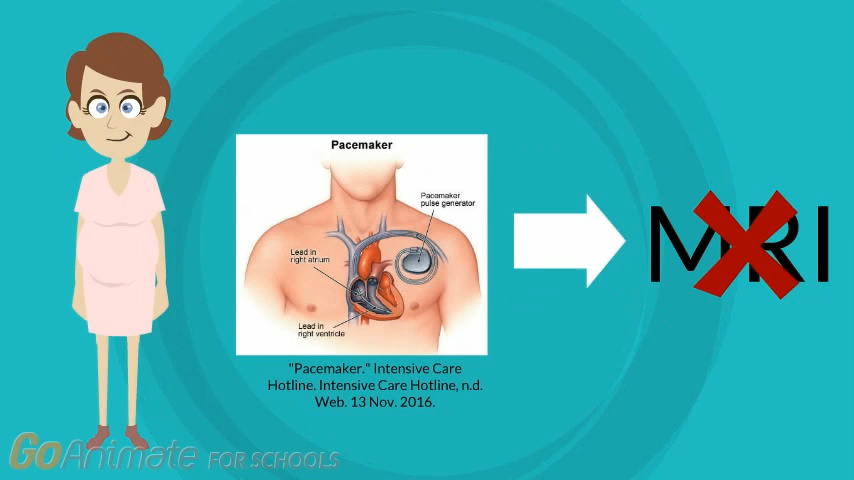 Pacemaker
Pacemaker
pulse generator
Lead in
right atrium
Lead in
right ventricle
MRI
"Pacemaker." Intensive Care
Hotline. Intensive Care Hotline, n.d.
Web. 13 Nov. 2016.
GoAnimate FOR SCHOOLS